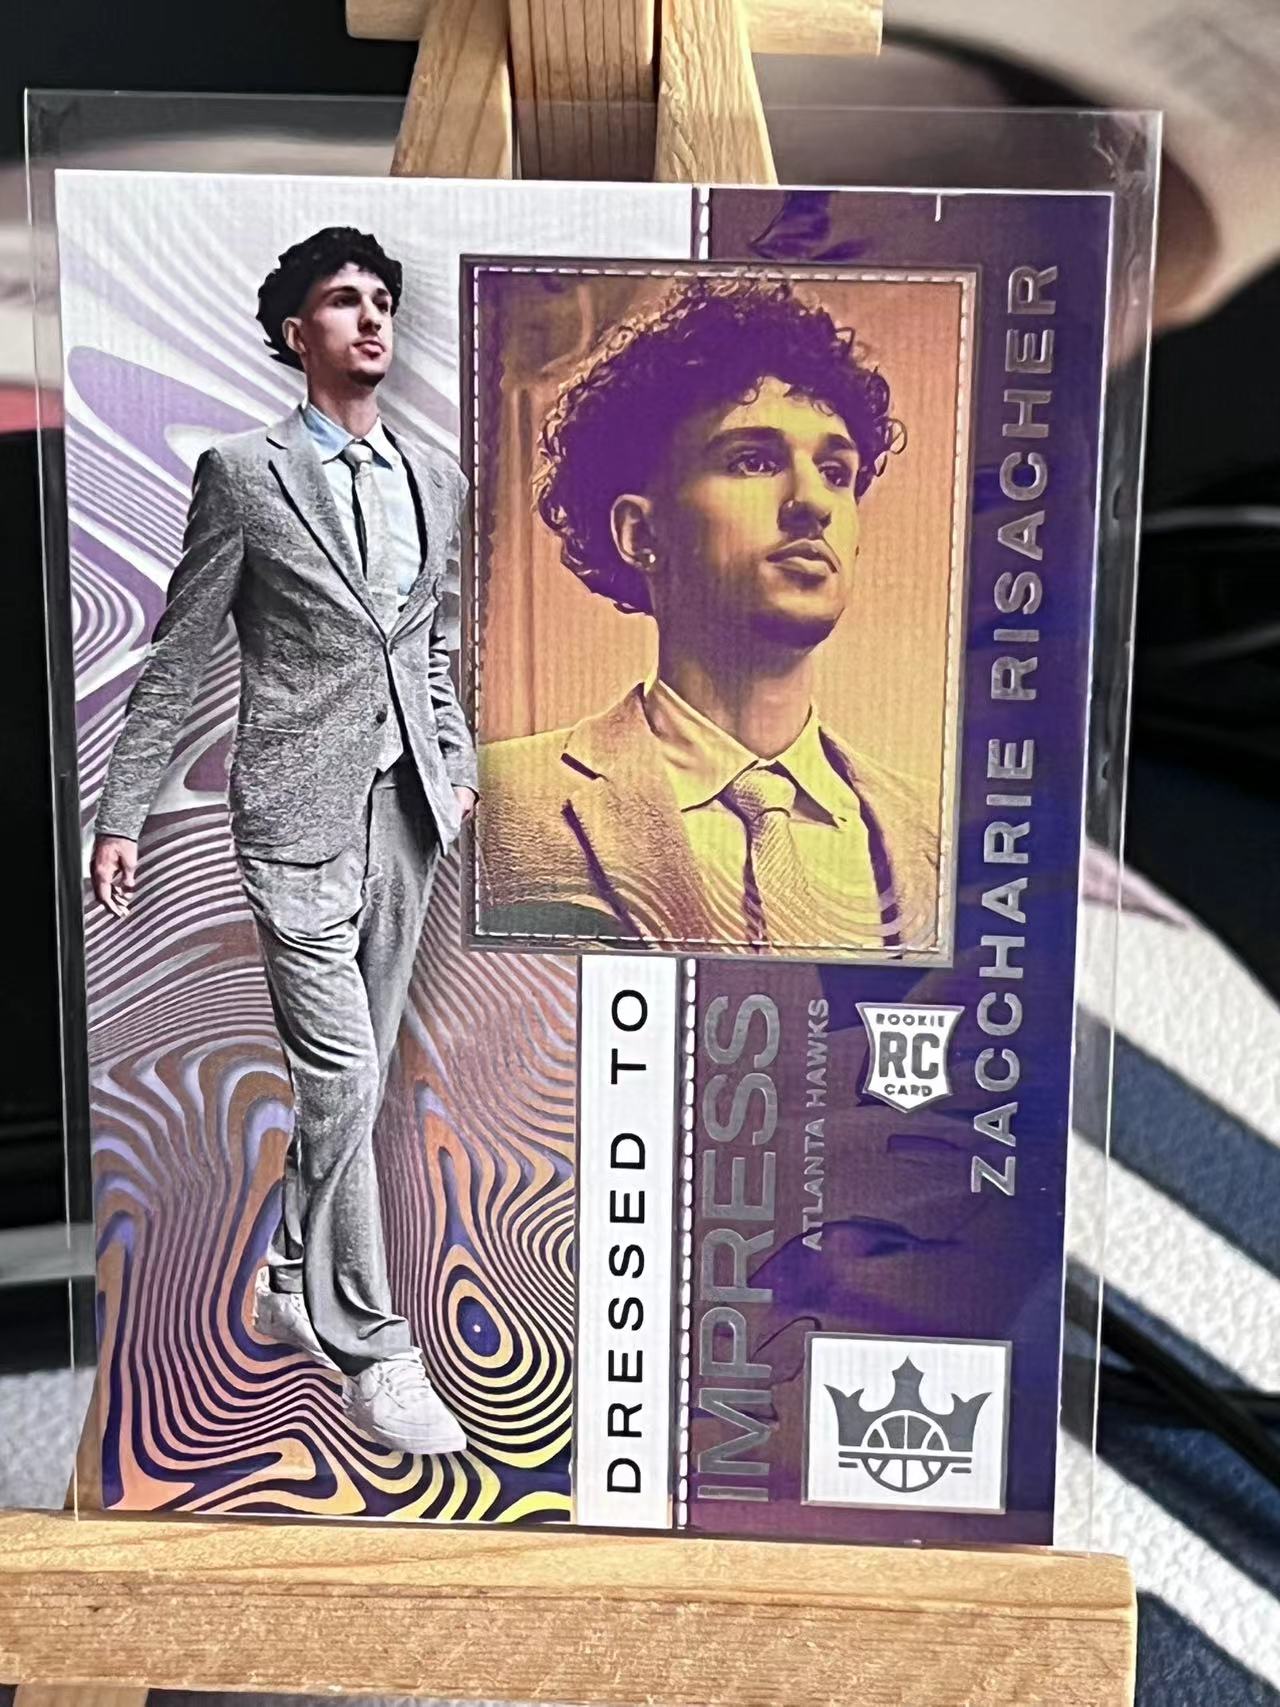 DRESSED TO
IMPRESS
ATLANTA HAWKS
ROOKIE
RC
CARD
ZACCHARIE RISACHER